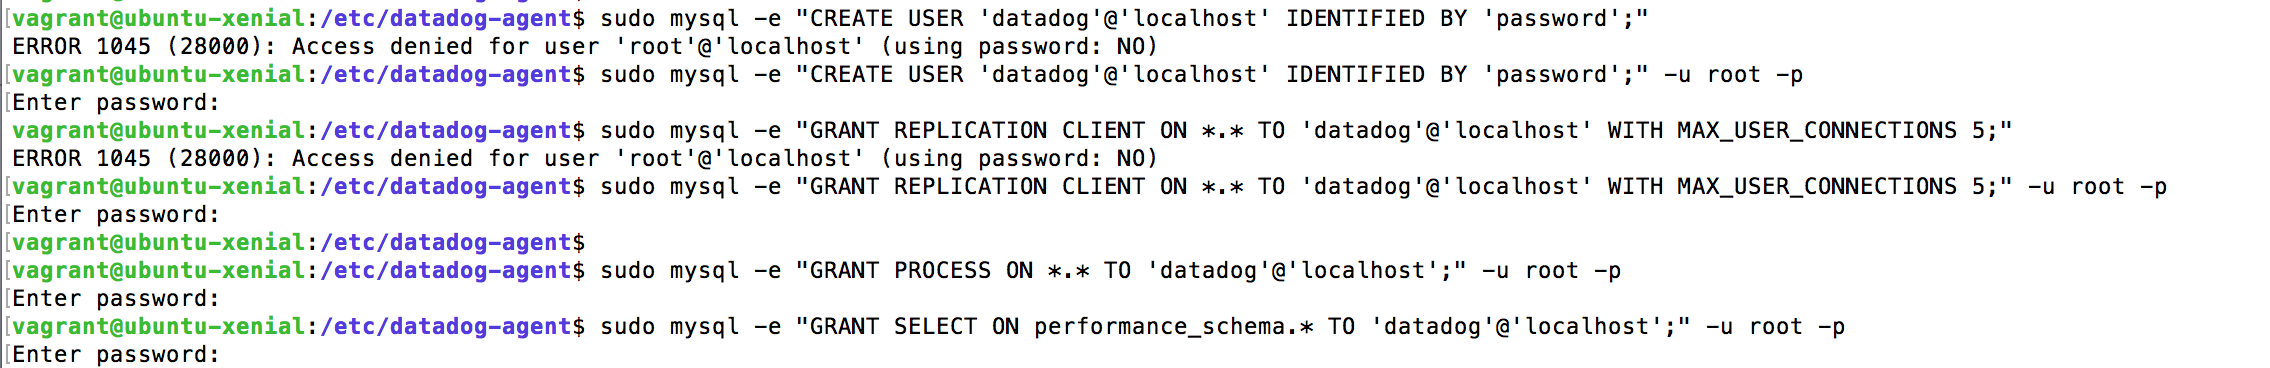 [vagrant@ubuntu-xenial:/etc/datadog-agent$ sudo mysql -e "CREATE USER 'datadog'@'localhost' IDENTIFIED BY 'password';"
ERROR 1045 (28000): Access denied for user 'root'@'localhost' (using password: NO)
[vagrant@ubuntu-xenial:/etc/datadog-agent$ sudo mysql -e "CREATE USER 'datadog'@'localhost' IDENTIFIED BY 'password';" -u root -p
[Enter password:
vagrant@ubuntu-xenial:/etc/datadog-agent$ sudo mysql -e "GRANT REPLICATION CLIENT ON *.* TO 'datadog'@'localhost' WITH MAX_USER_CONNECTIONS 5;"
ERROR 1045 (28000): Access denied for user 'root'@'localhost' (using password: NO)
[vagrant@ubuntu-xenial:/etc/datadog-agent$ sudo mysql -e "GRANT REPLICATION CLIENT ON *.* TO 'datadog'@'localhost' WITH MAX_USER_CONNECTIONS 5;" -u root -p
[Enter password:
[vagrant@ubuntu-xenial:/etc/datadog-agent$
[vagrant@ubuntu-xenial:/etc/datadog-agent$ sudo mysql -e "GRANT PROCESS ON *.* TO 'datadog'@'localhost';" -u root -p
[Enter password:
[vagrant@ubuntu-xenial:/etc/datadog-agent$ sudo mysql -e "GRANT SELECT ON performance_schema.* TO 'datadog'@'localhost';" -u root -p
[Enter password: